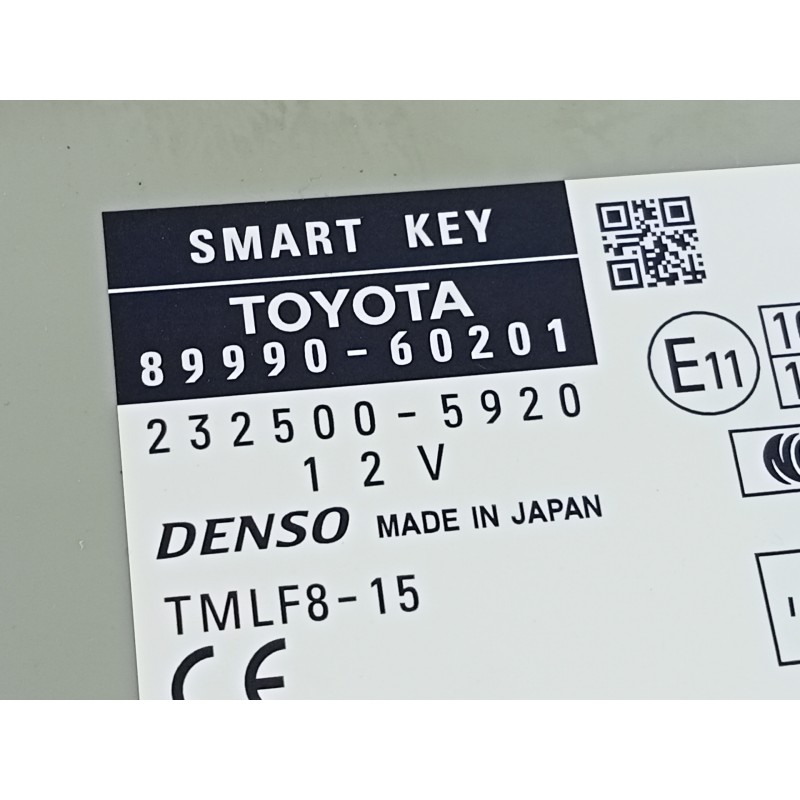 SMART KEY
TOYOTA
89990-60201
232500-5920
12V
DENSO MADE IN JAPAN
TMLF8-15
CE
E11